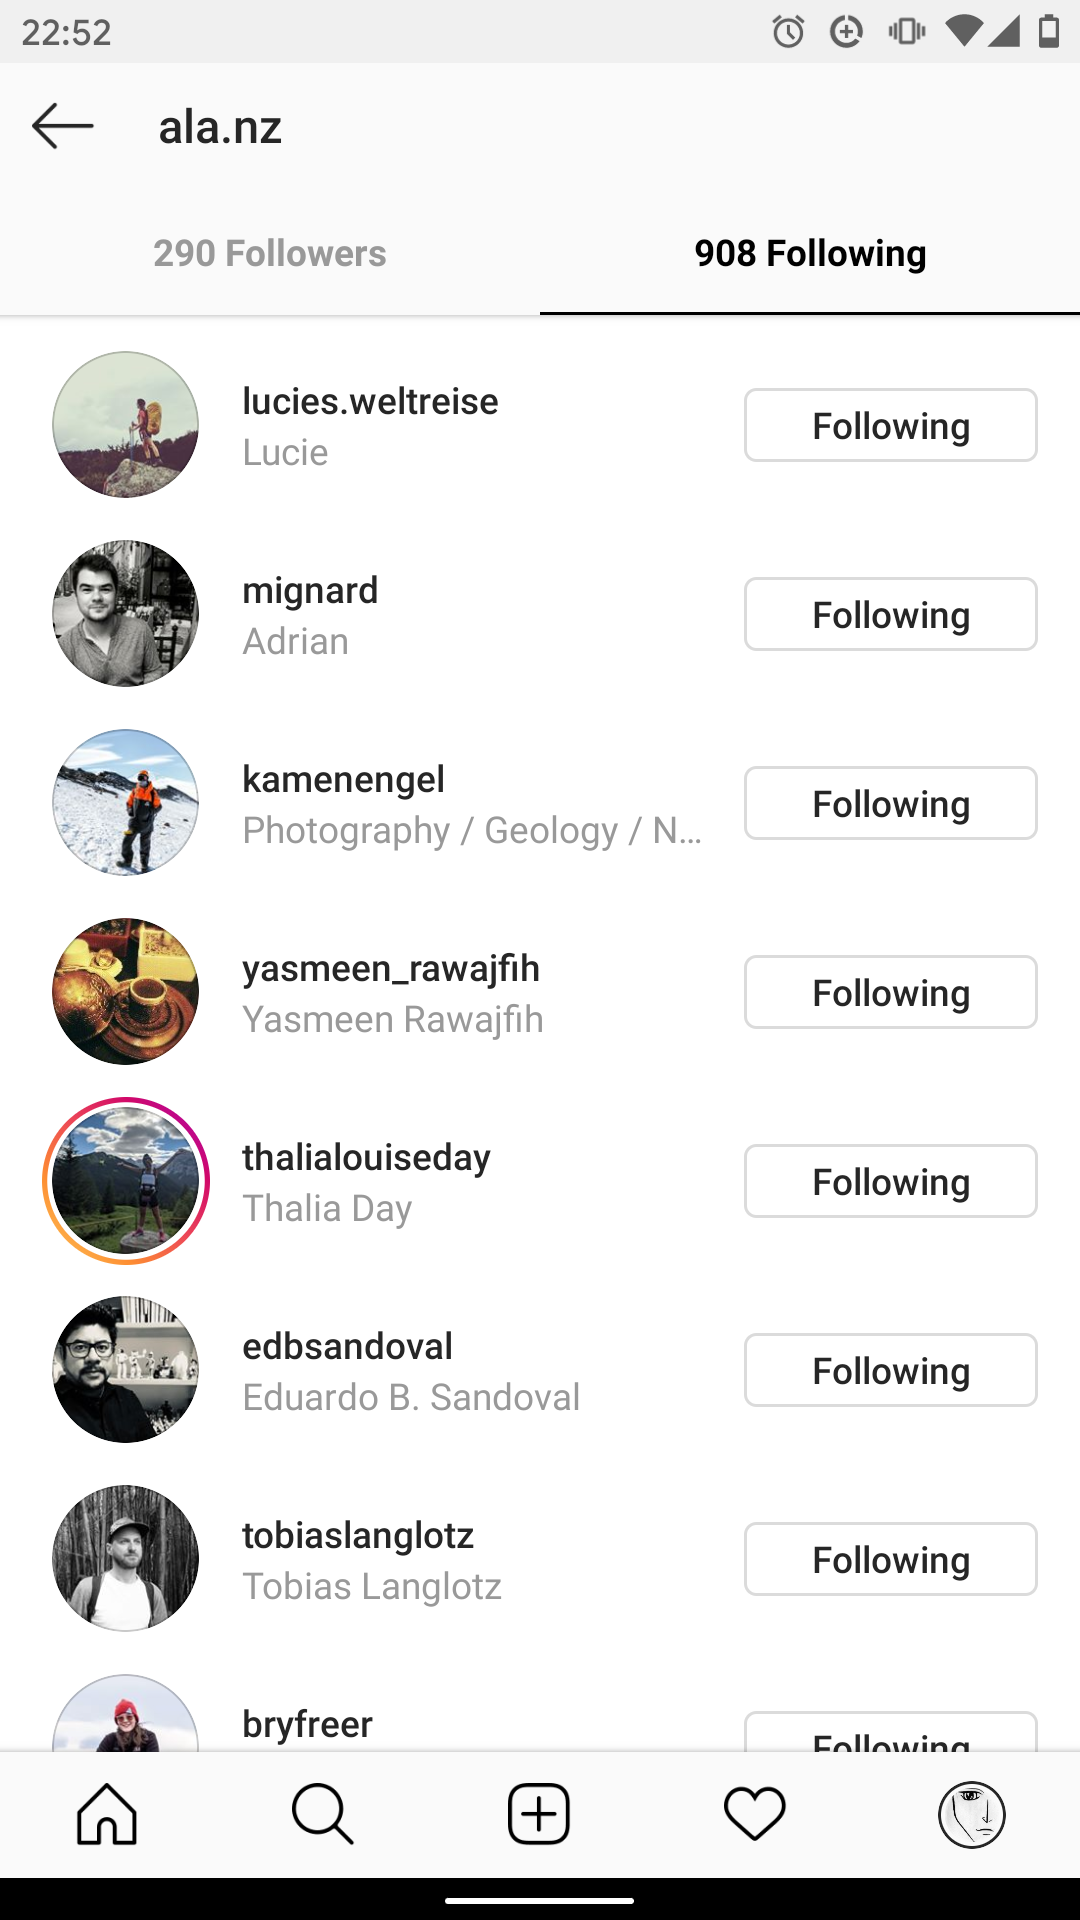 22:52
ala.nz
290 Followers
908 Following
lucies.weltreise
Lucie
Following
mignard
Adrian
Following
kamenengel
Photography / Geology / N...
Following
yasmeen_rawajfih
Yasmeen Rawajfih
Following
thalialouiseday
Thalia Day
Following
edbsandoval
Eduardo B. Sandoval
Following
tobiaslanglotz
Tobias Langlotz
Following
bryfreer
Following